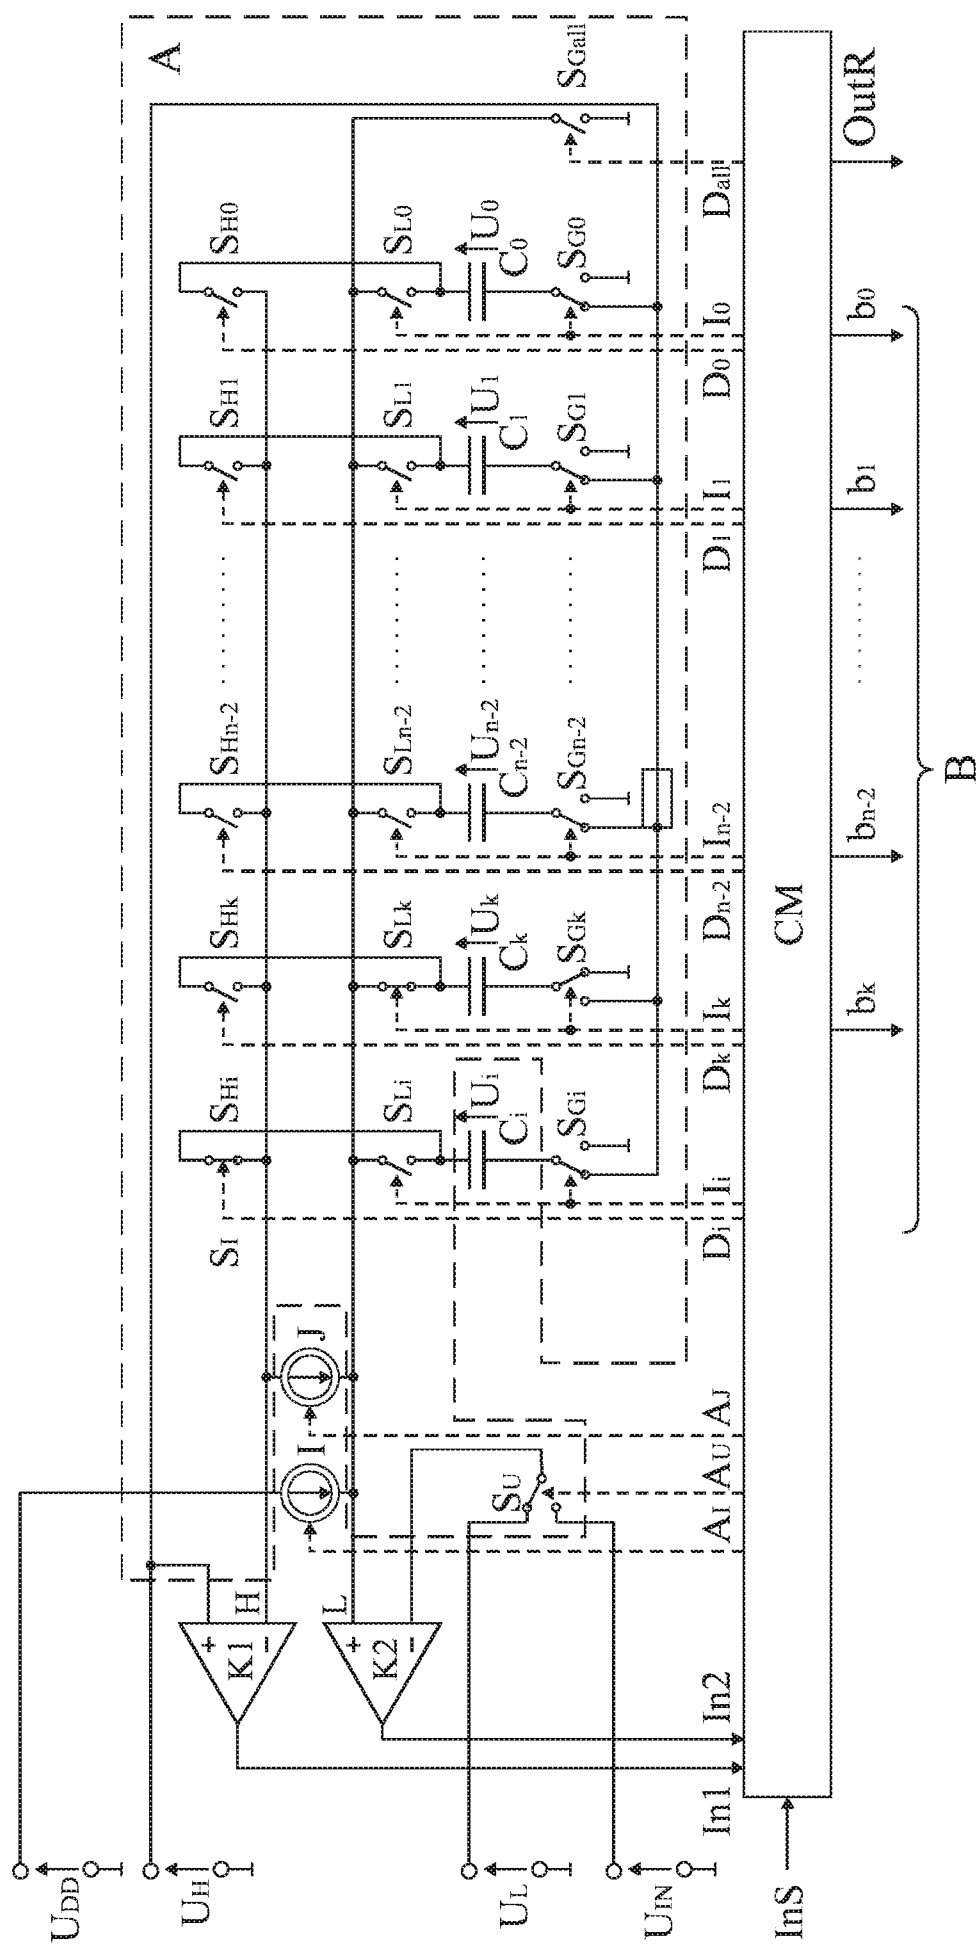 A
SGall
SH0
SL0
U0
C0
SG0
SH1
SL1
U1
C1
SG1
SHn-2
SLn-2
Un-2
Cn-2
SGn-2
SHk
SLk
Uk
Ck
SGk
SHi
SLi
Ui
Ci
SGi
SI
J
I
SU
H
L
+
-
K1
+
-
K2
UDD
UH
UL
UIN
InS
In1
In2
AI
AU
AJ
Di
Ii
Dk
Ik
Dn-2
In-2
D1
I1
D0
I0
Dall
CM
bk
bn-2
b1
b0
OutR
B